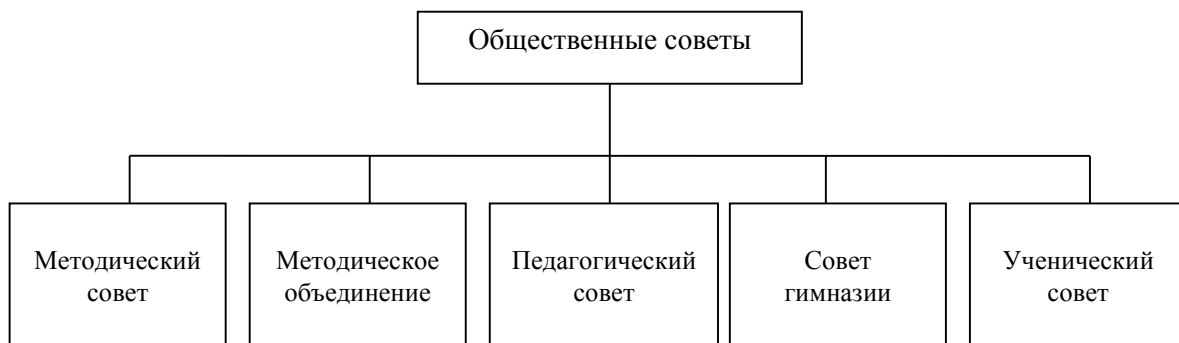 Общественные советы
Методический
совет
Методическое
объединение
Педагогический
совет
Совет
гимназии
Ученический
совет